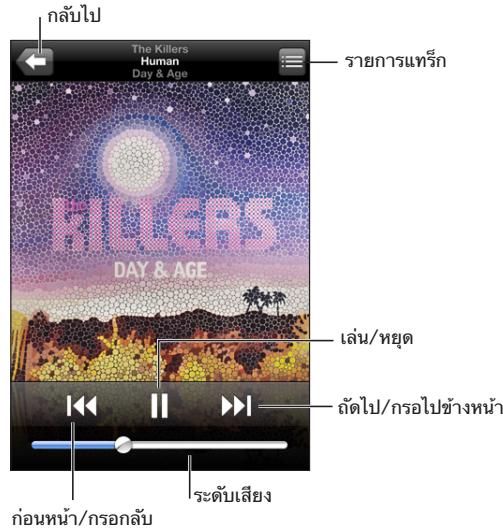 กลับไป
The Killers
Human
Day & Age
รายการแทร็ก
THE
KILLERS
DAY & AGE
เล่น/หยุด
ถัดไป/กรอไปข้างหน้า
ระดับเสียง
ก่อนหน้า/กรอกลับ